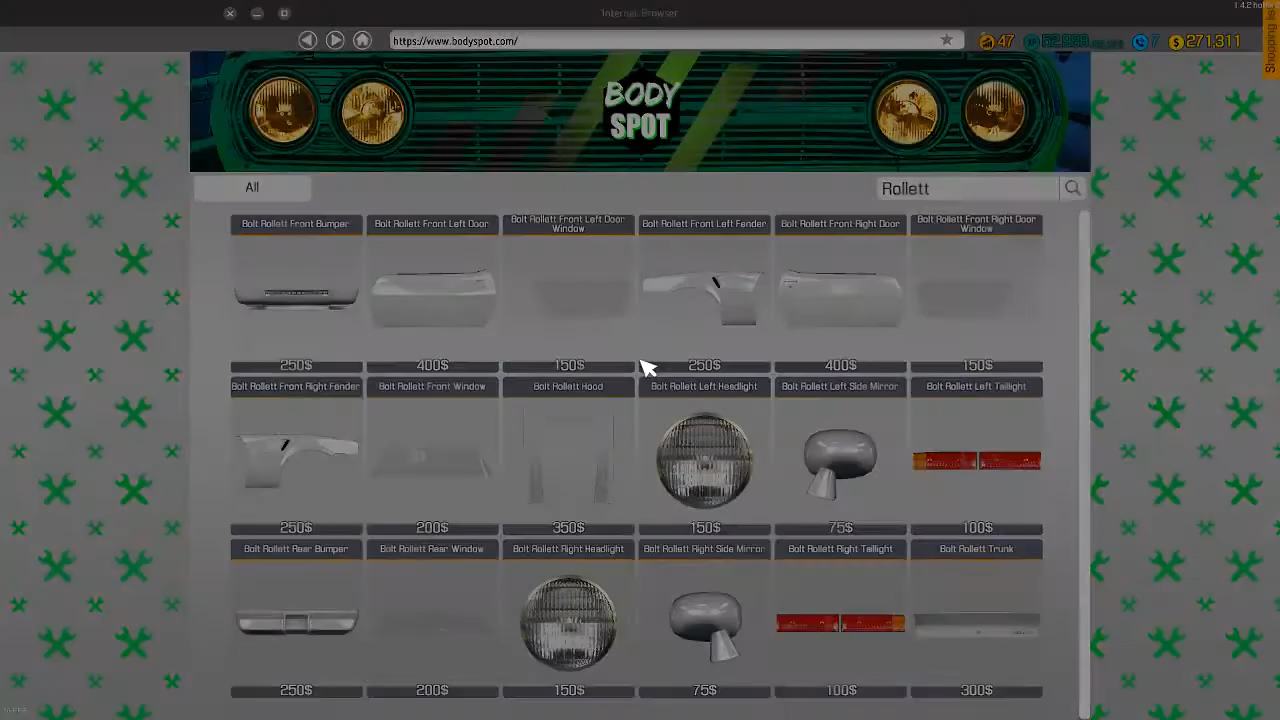 Internal Browser
https://www.bodyspot.com/
47
7
271,311
Shopping list
BODY
SPOT
All
Rollett
Bolt Rollett Front Bumper
Bolt Rollett Front Left Door
Bolt Rollett Front Left Door
Window
Bolt Rollett Front Left Fender
Bolt Rollett Front Right Door
Bolt Rollett Front Right Door
Window
250$
400$
150$
250$
400$
150$
Bolt Rollett Front Right Fender
Bolt Rollett Front Window
Bolt Rollett Hood
Bolt Rollett Left Headlight
Bolt Rollett Left Side Mirror
Bolt Rollett Left Taillight
250$
200$
350$
150$
75$
100$
Bolt Rollett Rear Bumper
Bolt Rollett Rear Window
Bolt Rollett Right Headlight
Bolt Rollett Right Side Mirror
Bolt Rollett Right Taillight
Bolt Rollett Trunk
250$
200$
150$
75$
100$
300$